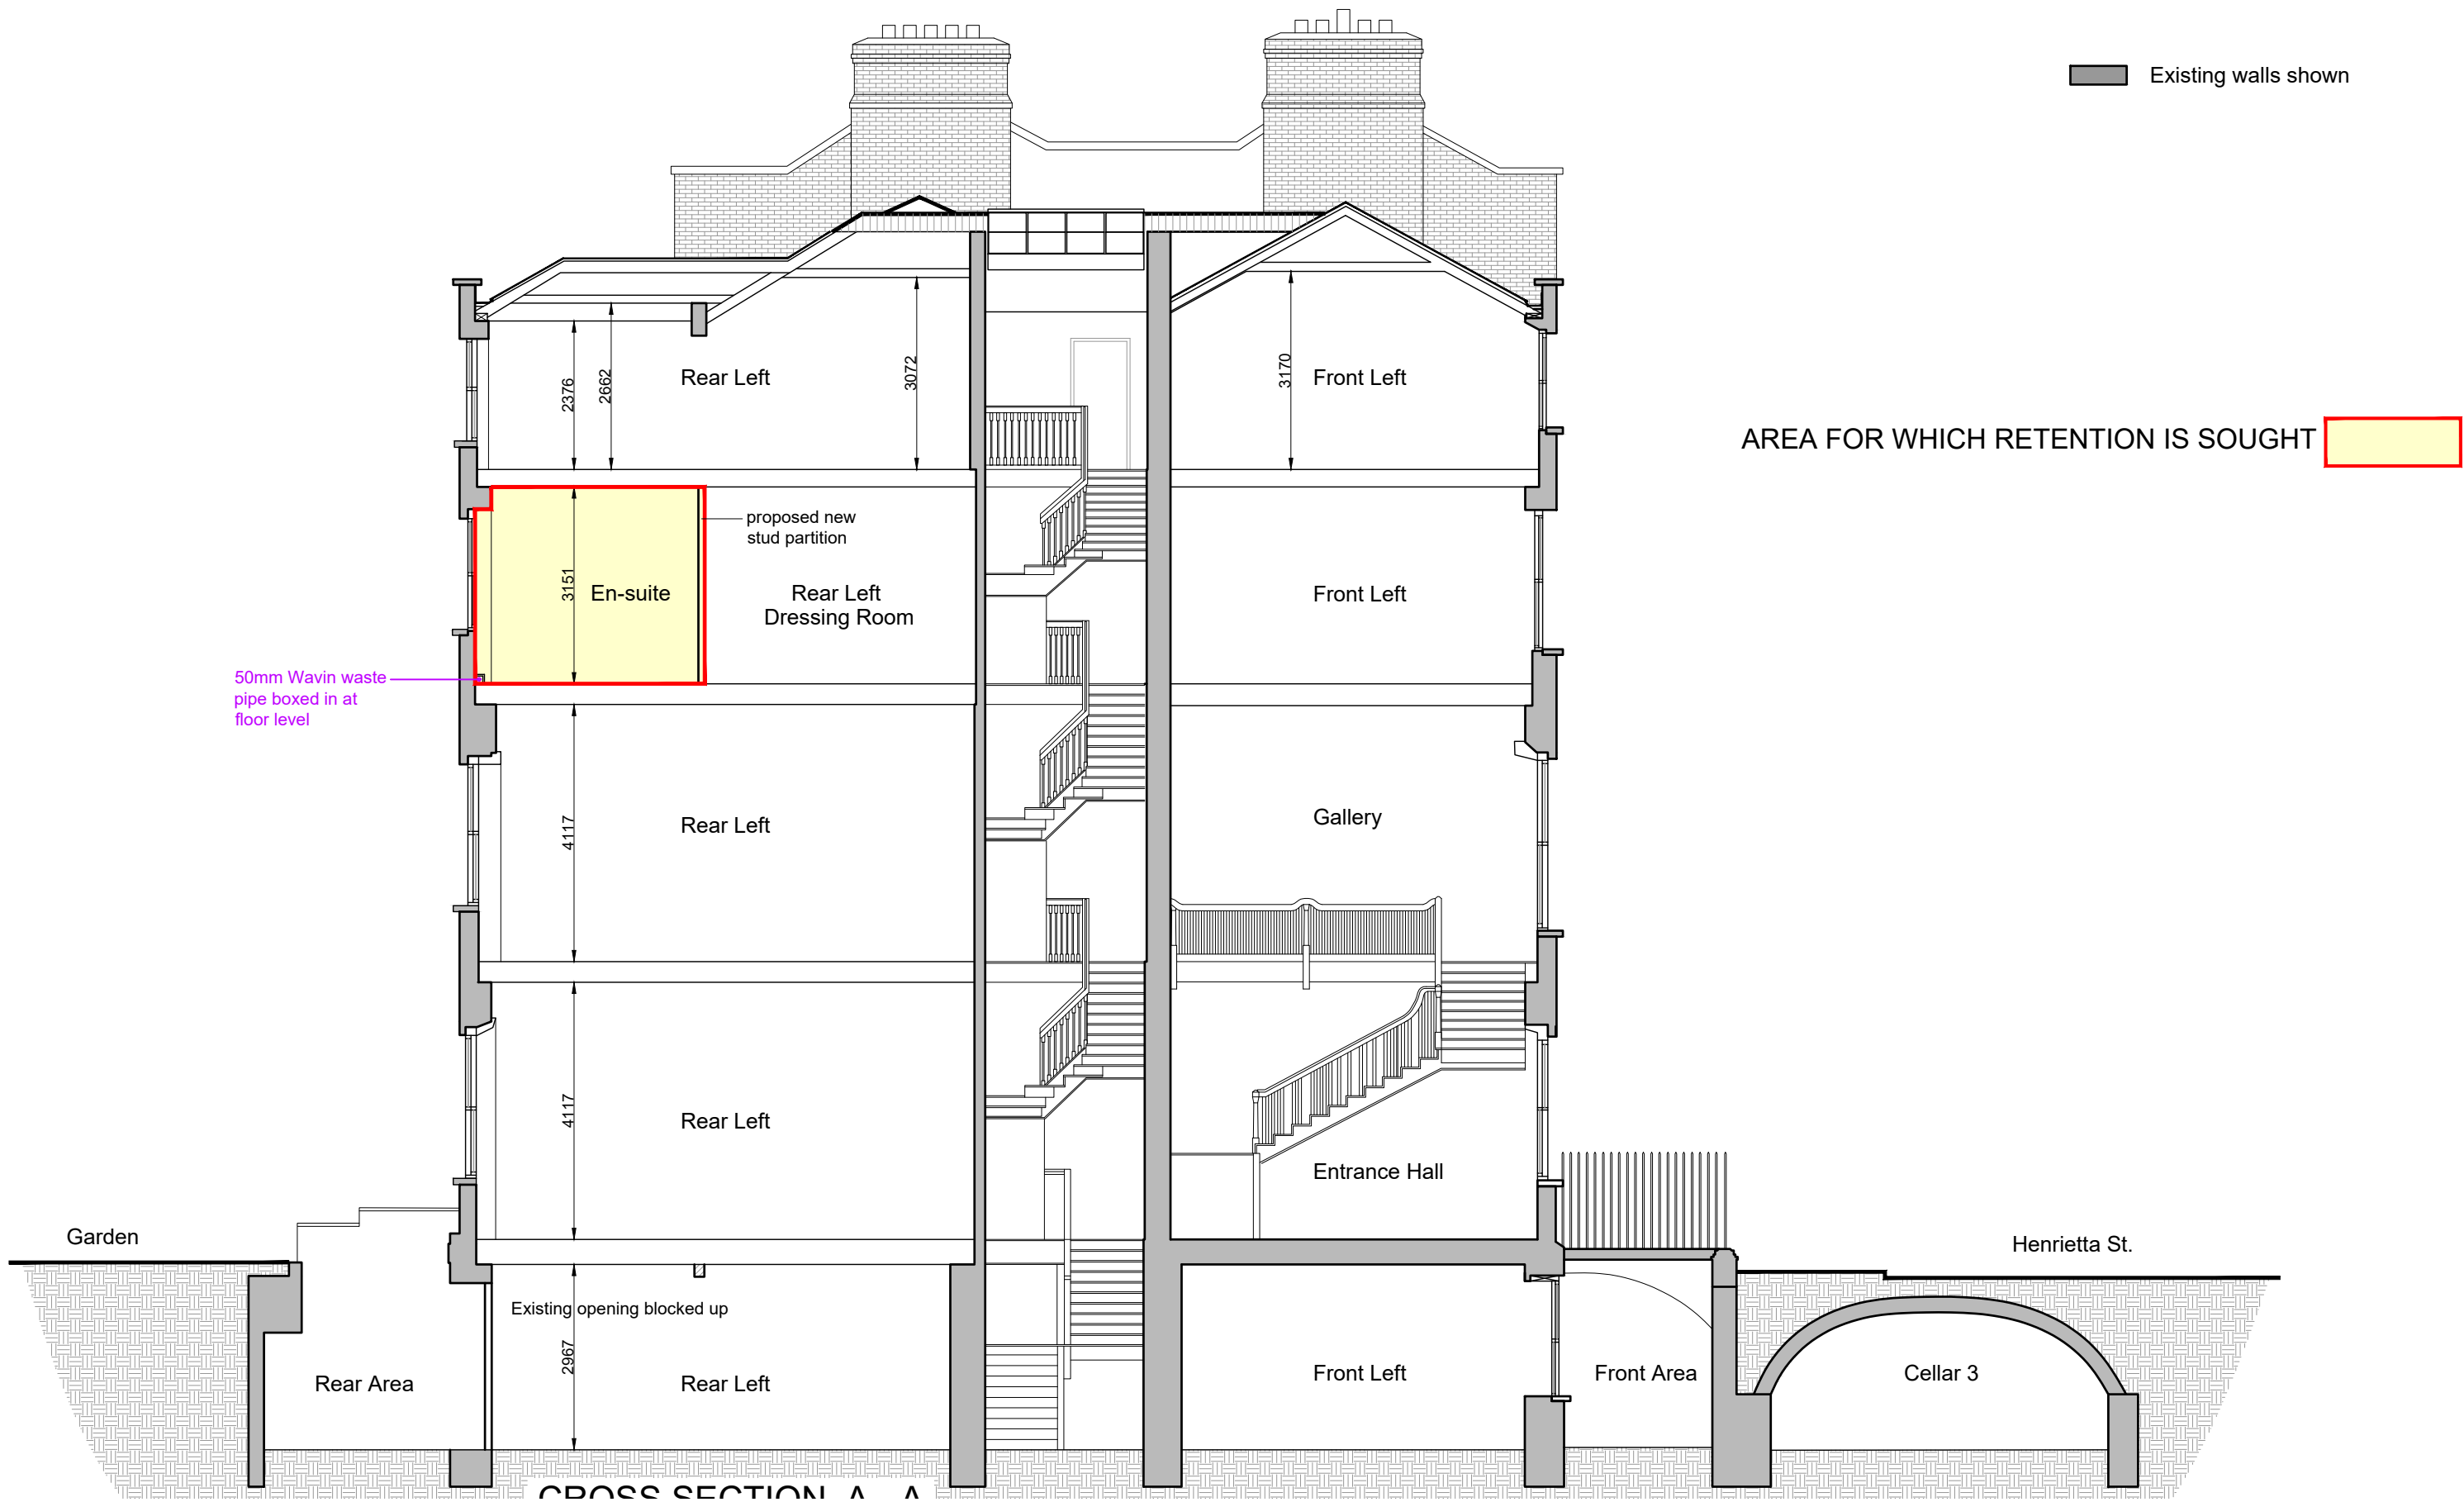 Existing walls shown
AREA FOR WHICH RETENTION IS SOUGHT
2376
2662
Rear Left
3072
3170
Front Left
proposed new
stud partition
3151
En-suite
Rear Left
Dressing Room
Front Left
50mm Wavin waste
pipe boxed in at
floor level
4117
Rear Left
Gallery
4117
Rear Left
Entrance Hall
Garden
Henrietta St.
Existing opening blocked up
2967
Rear Area
Rear Left
Front Left
Front Area
Cellar 3
CROSS SECTION A - A